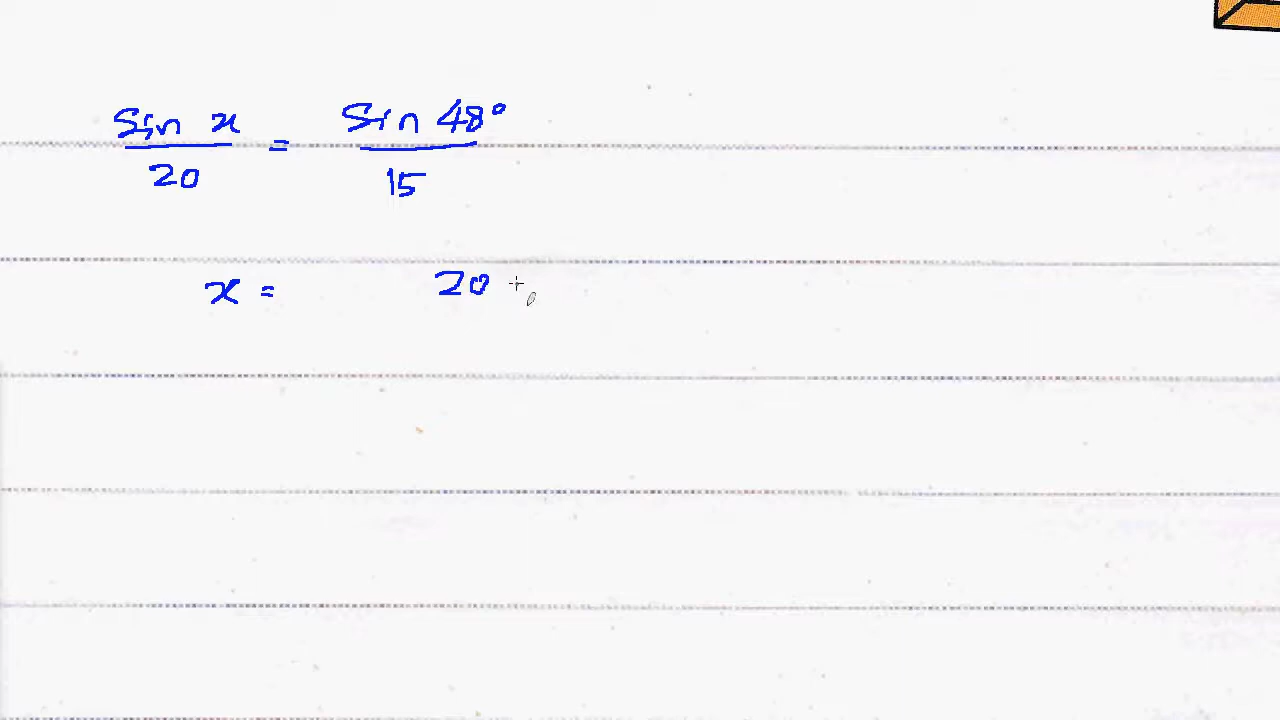 sin x / 20 = sin 48° / 15
x = 20